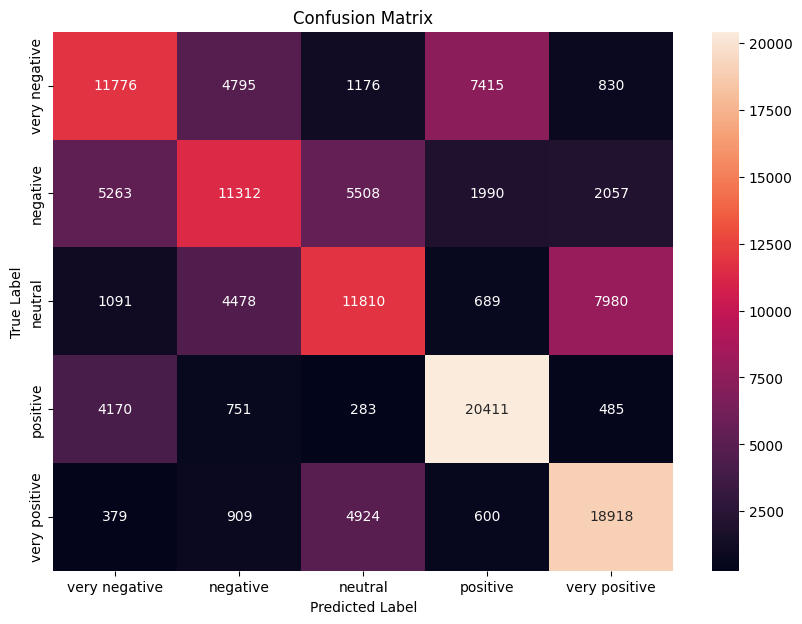 Confusion Matrix
True Label
very negative
11776 4795 1176 7415 830
negative
5263 11312 5508 1990 2057
neutral
1091 4478 11810 689 7980
positive
4170 751 283 20411 485
very positive
379 909 4924 600 18918
very negative negative neutral positive very positive
Predicted Label
20000
17500
15000
12500
10000
7500
5000
2500